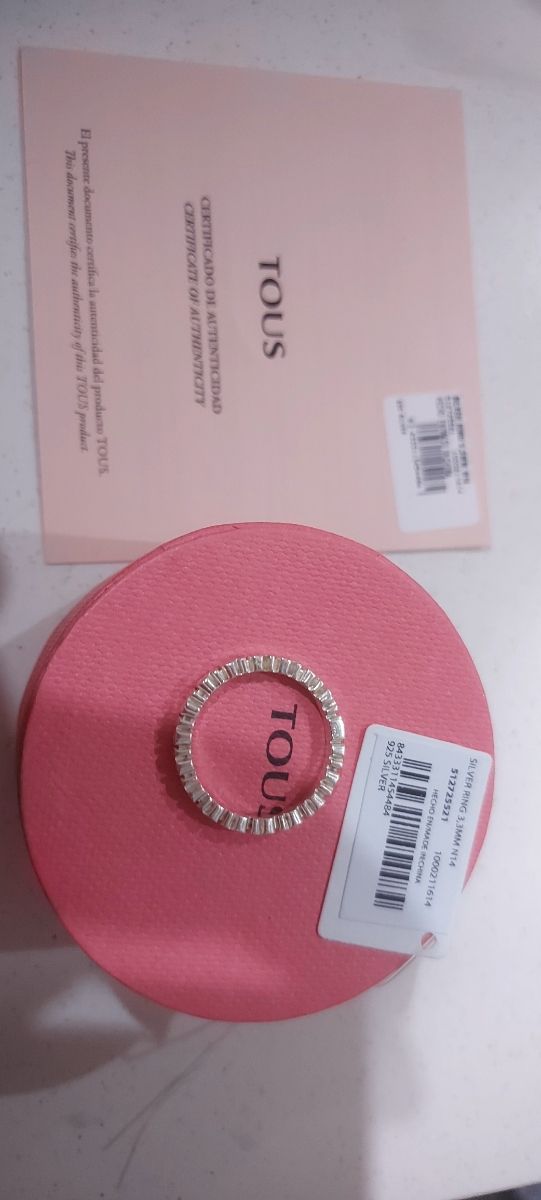 TOUS
CERTIFICADO DE AUTENTICIDAD
CERTIFICATE OF AUTHENTICITY
El presente documento certifica la autenticidad del producto TOUS.
This document certifies the authenticity of this TOUS product.
TOUS
SILVER RING 3,3MM N14
512725521 1000211614
HECHO EN/MADE IN:CHINA
8433311454484
925 SILVER